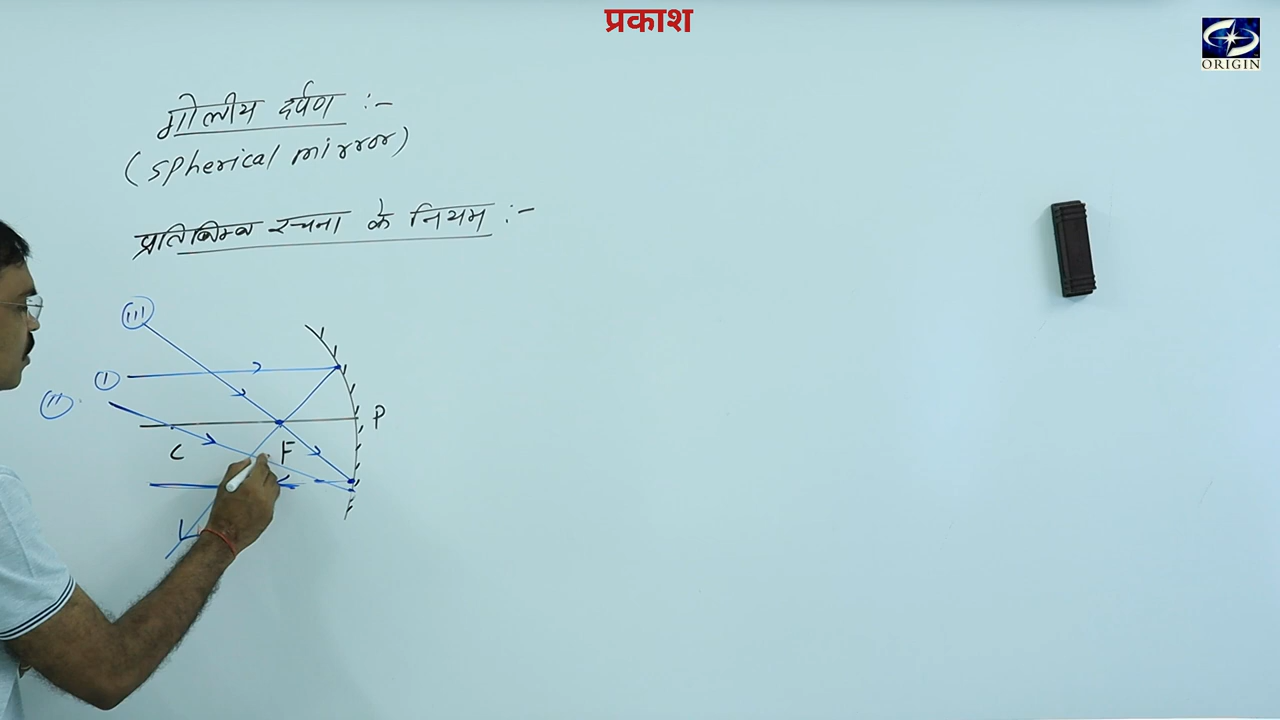 प्रकाश
ORIGIN
गोलीय दर्पण :-
(Spherical mirror)
प्रतिबिम्ब रचना के नियम :-
(iii)
(i)
(ii)
P
C
F